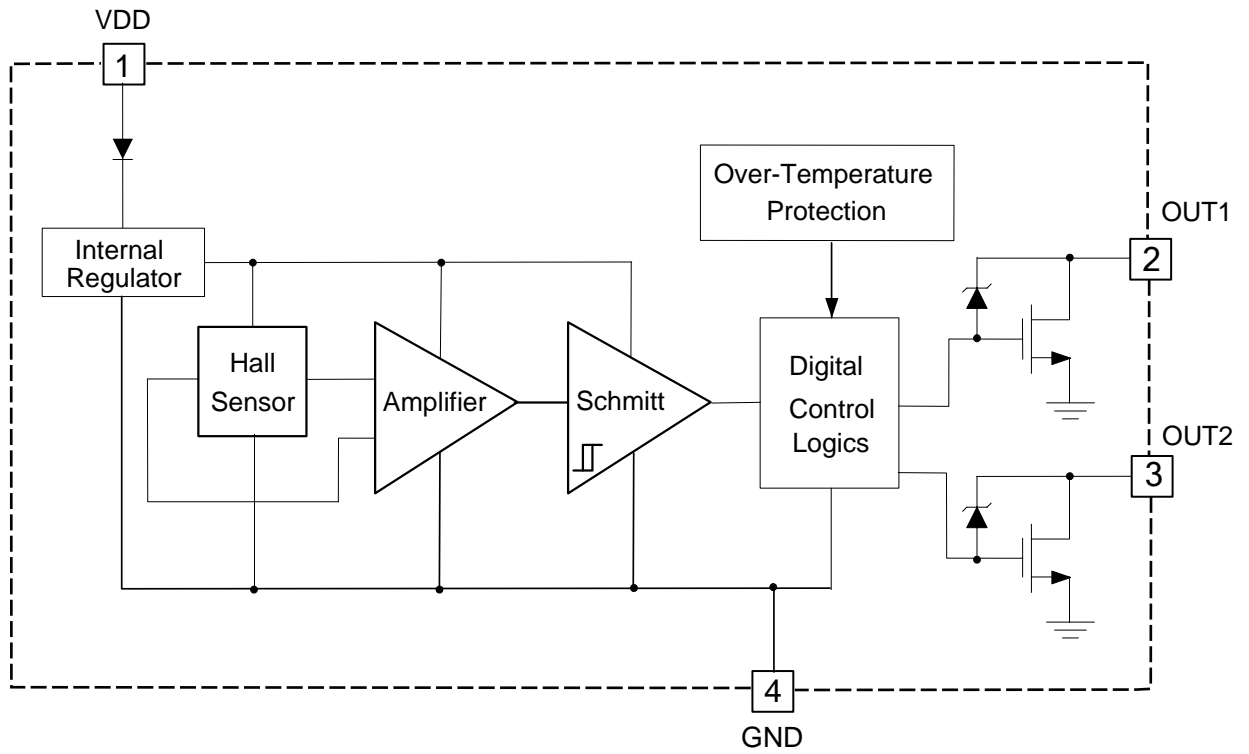 VDD
1
Over-Temperature
Protection
OUT1
2
Internal
Regulator
Hall
Sensor
Amplifier
Schmitt
Digital
Control
Logics
OUT2
3
4
GND